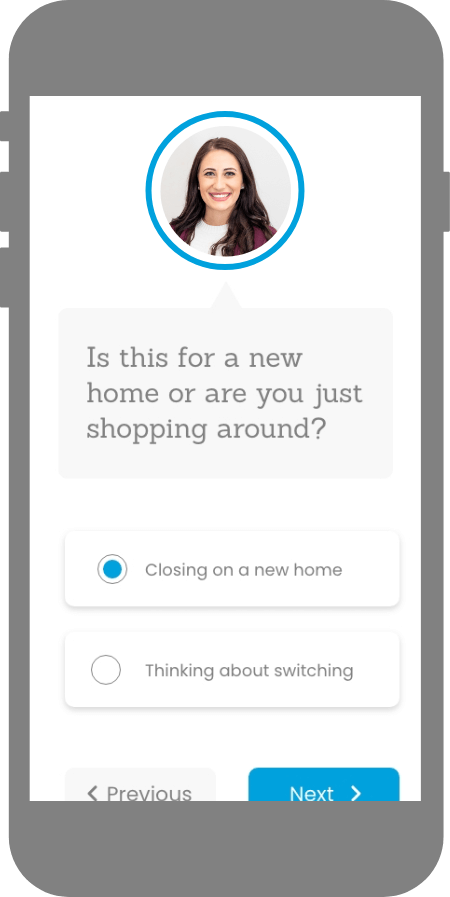 Is this for a new
home or are you just
shopping around?
Closing on a new home
Thinking about switching
Previous
Next